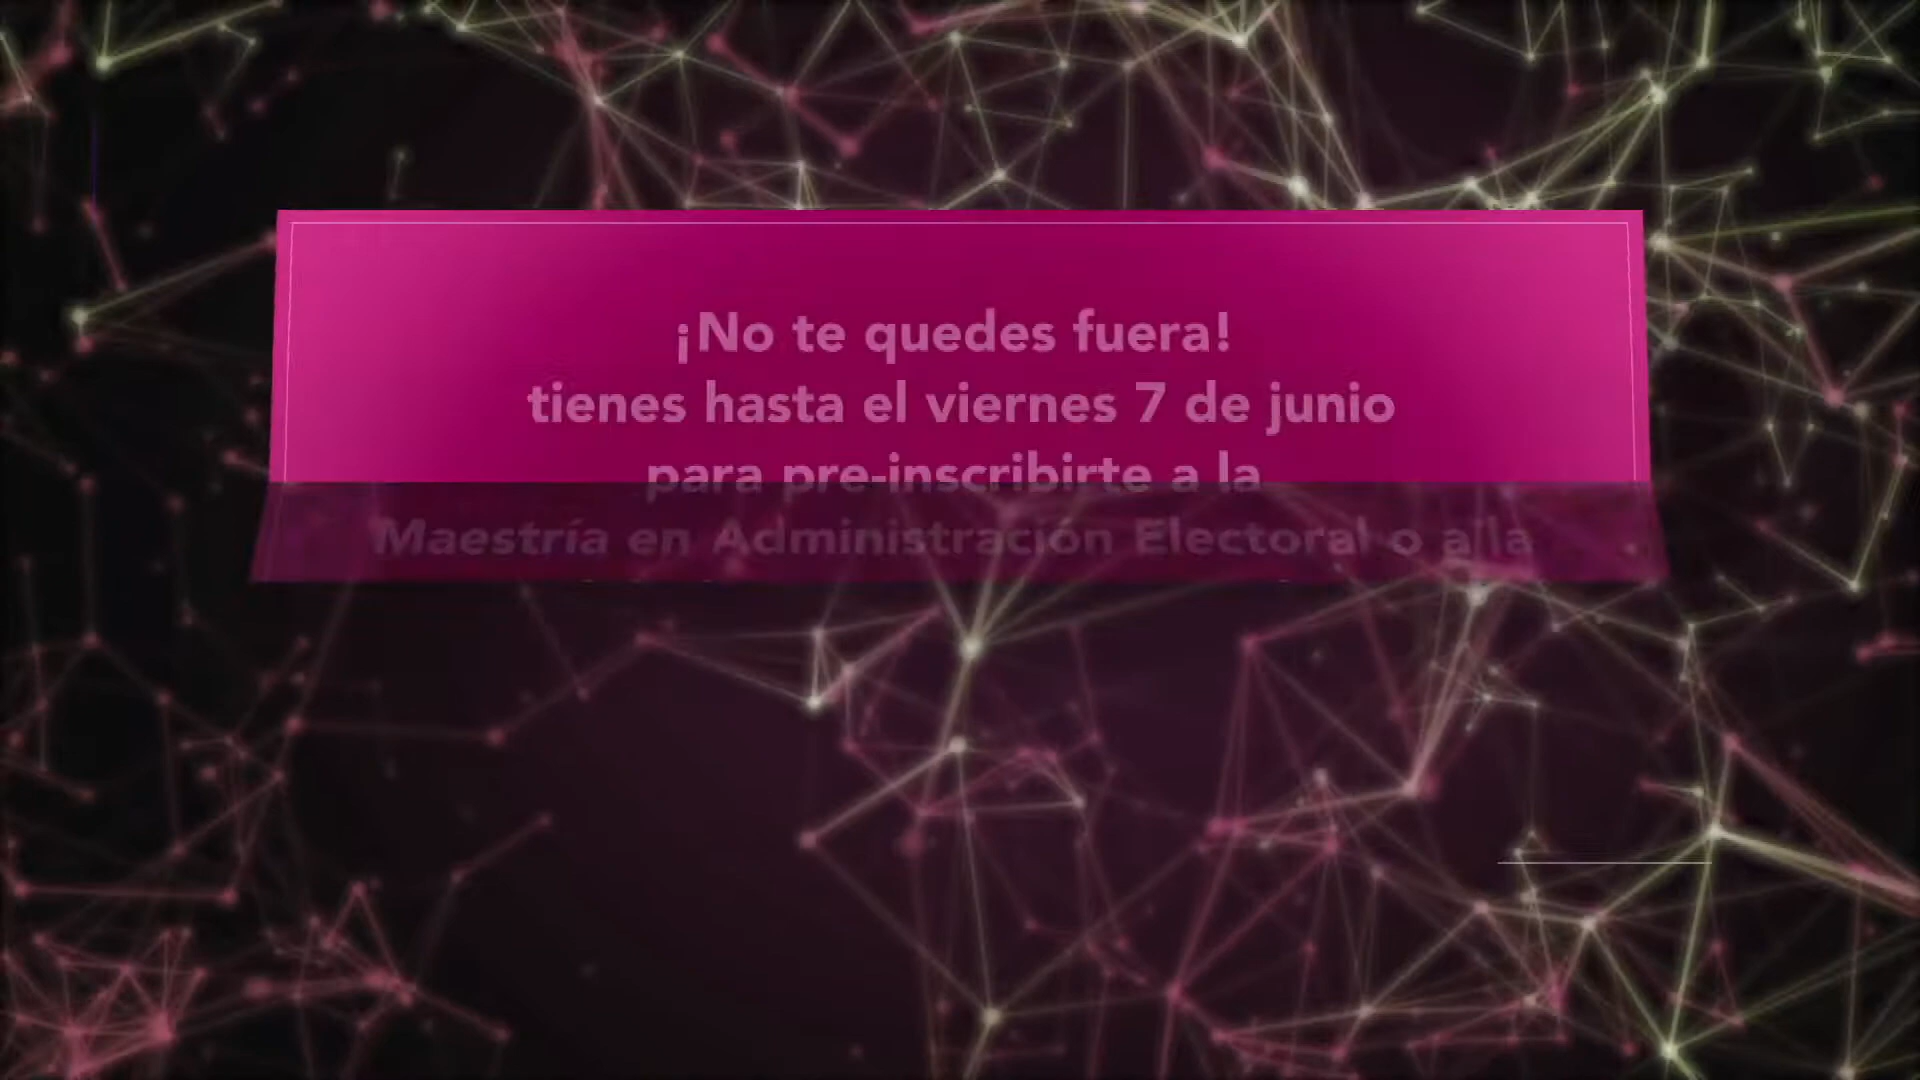 ¡No te quedes fuera!
tienes hasta el viernes 7 de junio
para pre-inscribirte a la
Maestría en Administración Electoral o a la